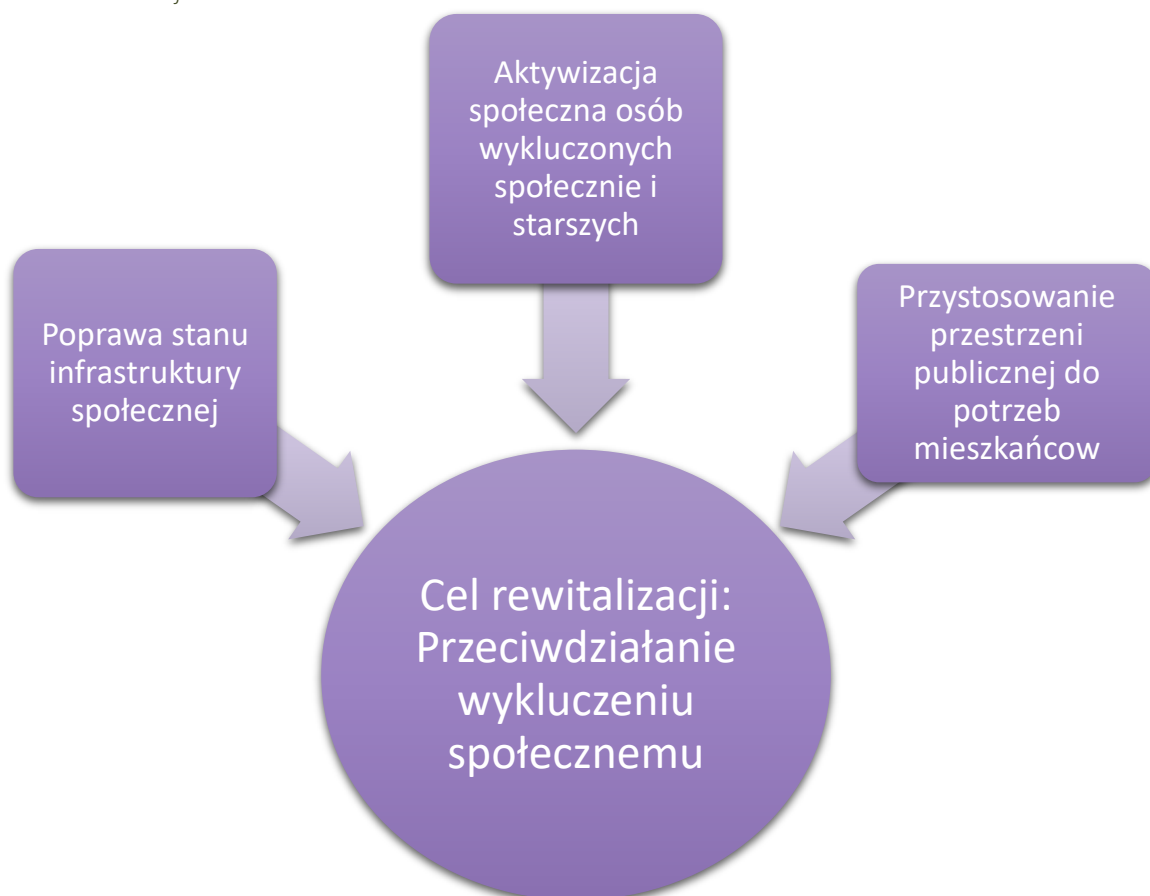 Aktywizacja
społeczna osób
wykluczonych
społecznie i
starszych
Poprawa stanu
infrastruktury
społecznej
Przystosowanie
przestrzeni
publicznej do
potrzeb
mieszkańcow
Cel rewitalizacji:
Przeciwdziałanie
wykluczeniu
społecznemu